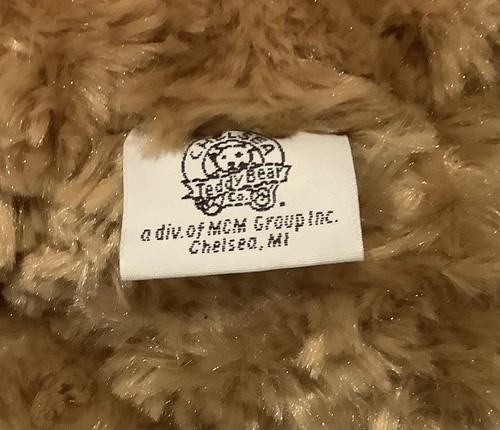 CHELSEA
Teddy Bear
Co.
a div. of MCM Group Inc.
Chelsea, MI